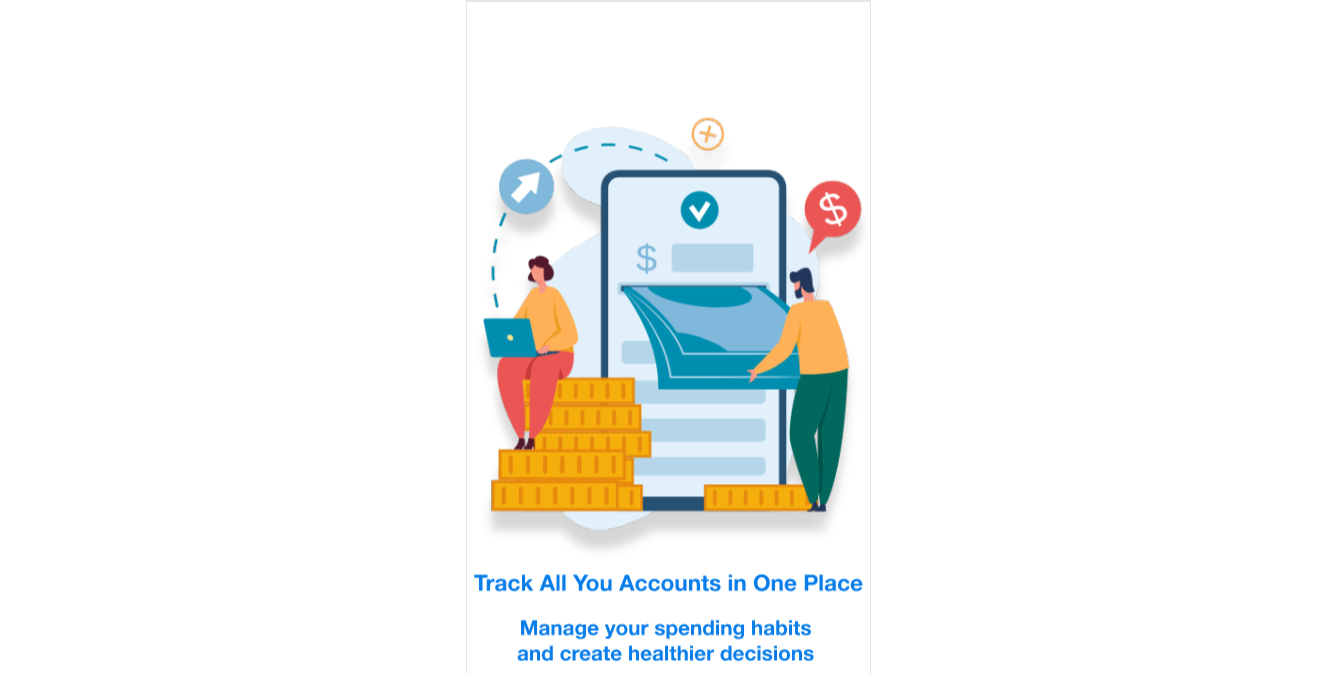 $
$
Track All You Accounts in One Place
Manage your spending habits
and create healthier decisions